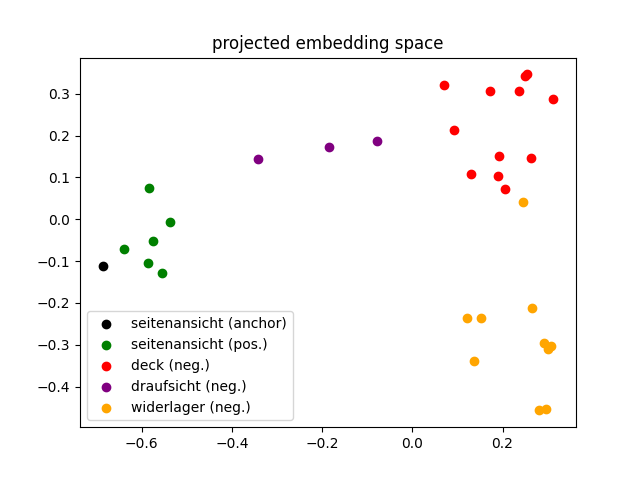 projected embedding space
0.3
0.2
0.1
0.0
−0.1
−0.2
−0.3
−0.4
seitenansicht (anchor)
seitenansicht (pos.)
deck (neg.)
draufsicht (neg.)
widerlager (neg.)
−0.6 −0.4 −0.2 0.0 0.2